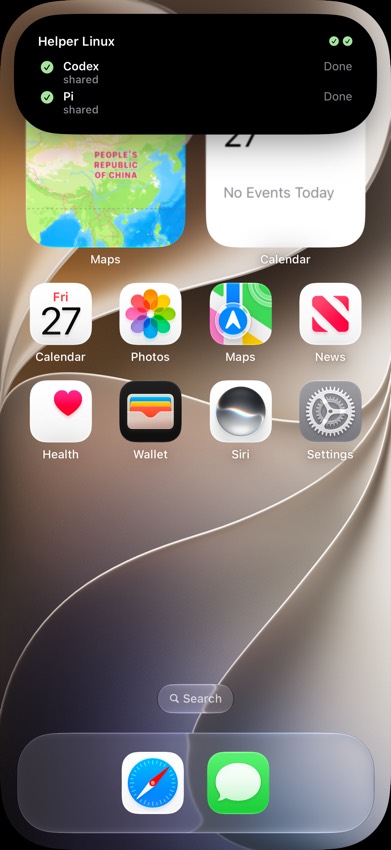 Helper Linux
Codex Done
shared
Pi Done
shared
PEOPLE'S
REPUBLIC
OF CHINA
27
No Events Today
Maps Calendar
Fri
27
Calendar Photos Maps News
Health Wallet Siri Settings
Search